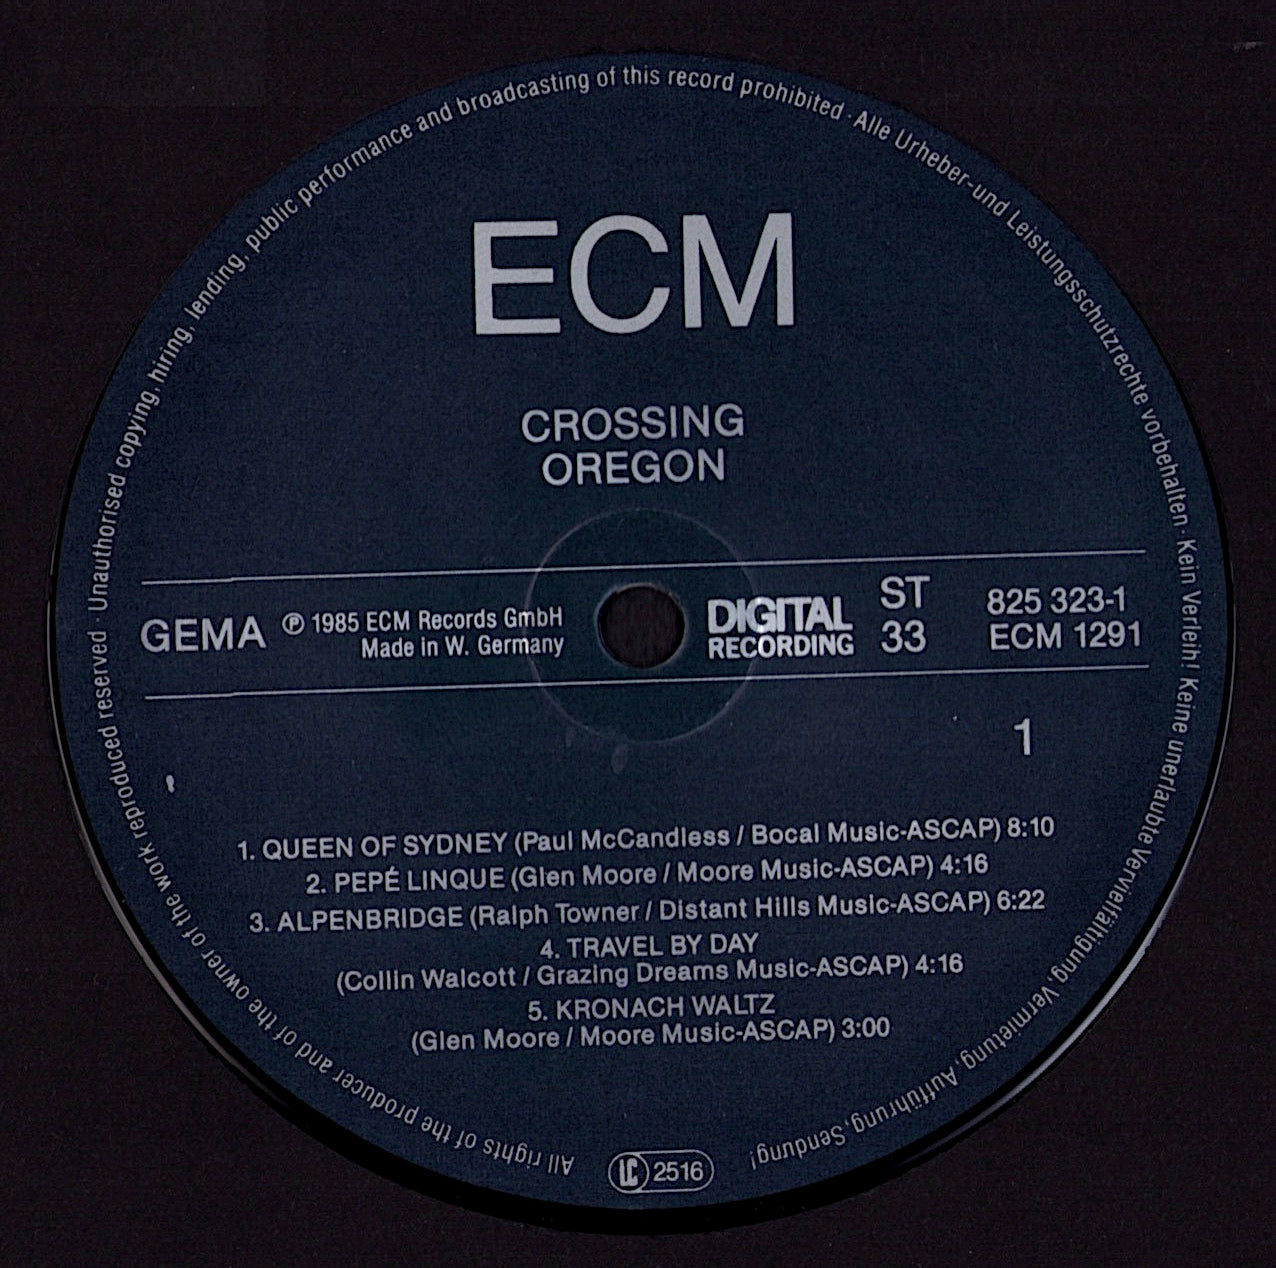 ECM
CROSSING
OREGON
GEMA
℗ 1985 ECM Records GmbH
Made in W. Germany
DIGITAL
RECORDING
ST
33
825 323-1
ECM 1291
1
1. QUEEN OF SYDNEY (Paul McCandless / Bocal Music-ASCAP) 8:10
2. PEPÉ LINQUE (Glen Moore / Moore Music-ASCAP) 4:16
3. ALPENBRIDGE (Ralph Towner / Distant Hills Music-ASCAP) 6:22
4. TRAVEL BY DAY
(Collin Walcott / Grazing Dreams Music-ASCAP) 4:16
5. KRONACH WALTZ
(Glen Moore / Moore Music-ASCAP) 3:00
All rights of the producer and of the owner of the work reproduced reserved · Unauthorised copying, hiring, lending, public performance and broadcasting of this record prohibited · Alle Urheber-und Leistungsschutzrechte vorbehalten · Kein Verleih! Keine unerlaubte Vervielfältigung, Vermietung, Aufführung, Sendung!
LC 2516